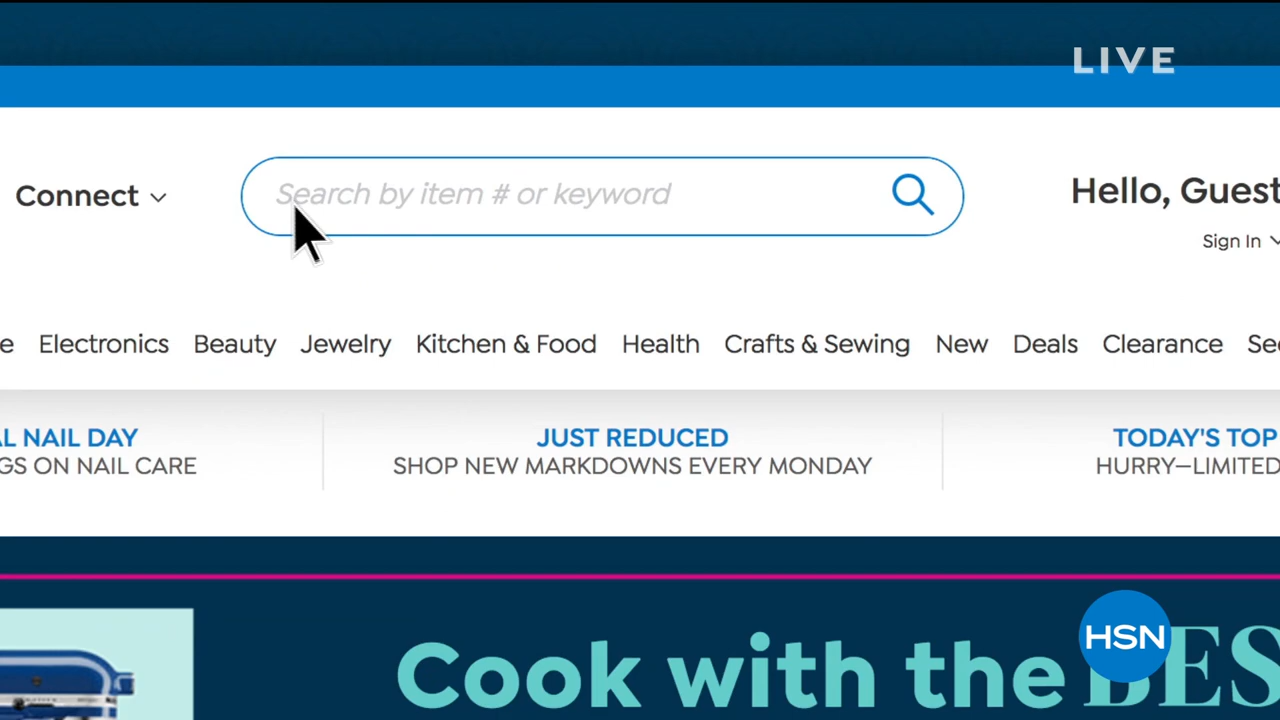 LIVE
Connect
Search by item # or keyword
Hello, Guest
Sign In
e Electronics Beauty Jewelry Kitchen & Food Health Crafts & Sewing New Deals Clearance Se
L NAIL DAY
GS ON NAIL CARE
JUST REDUCED
SHOP NEW MARKDOWNS EVERY MONDAY
TODAY'S TOP
HURRY—LIMITED
Cook with the BES
HSN